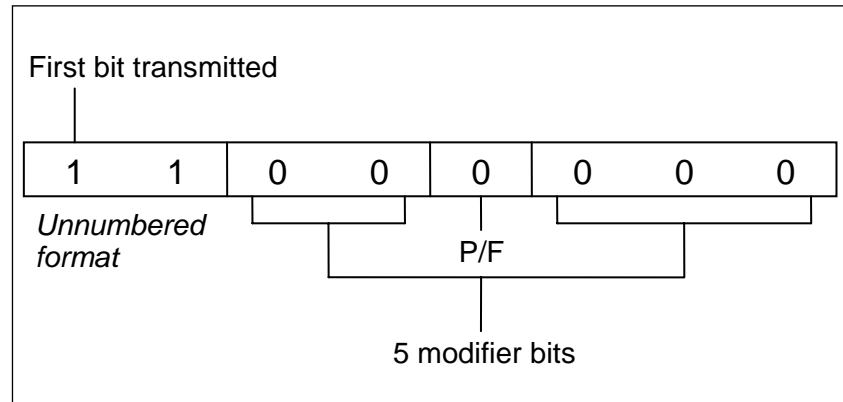 First bit transmitted
1 1 0 0 0 0 0 0
Unnumbered
format
P/F
5 modifier bits